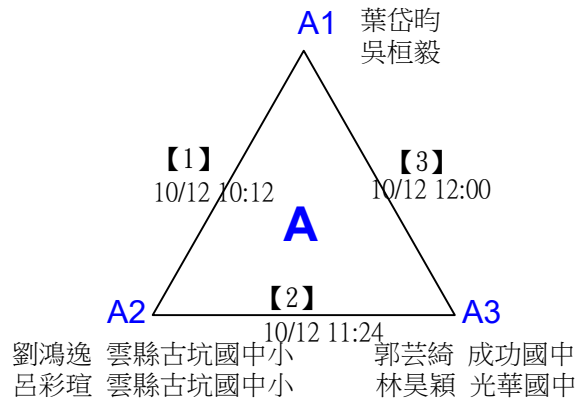 A1 葉岱昀
吳桓毅
【1】 【3】
10/12 10:12 10/12 12:00
A
A2 【2】 A3
10/12 11:24
劉鴻逸 雲縣古坑國中小 郭芸綺 成功國中
呂彩瑄 雲縣古坑國中小 林昊穎 光華國中